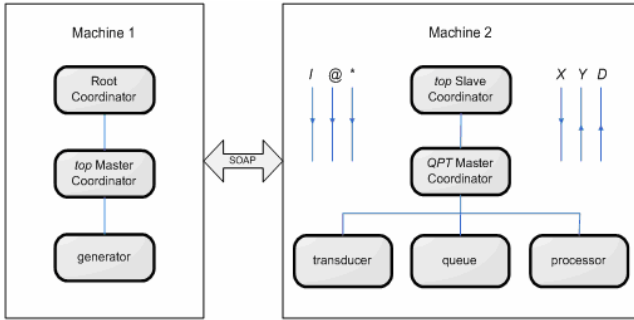 Machine 1
Root
Coordinator
top Master
Coordinator
generator
SOAP
Machine 2
I @ *
top Slave
Coordinator
X Y D
QPT Master
Coordinator
transducer
queue
processor